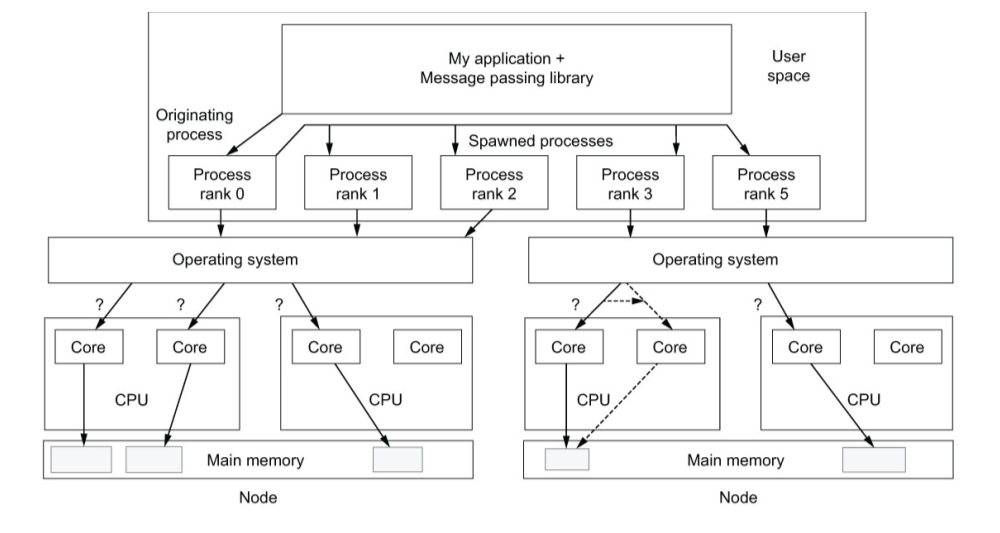 My application +
Message passing library
User
space
Originating
process
Spawned processes
Process
rank 0
Process
rank 1
Process
rank 2
Process
rank 3
Process
rank 5
Operating system
Operating system
?
?
?
?
?
Core
Core
Core
Core
Core
Core
Core
Core
CPU
CPU
CPU
CPU
Main memory
Main memory
Node
Node